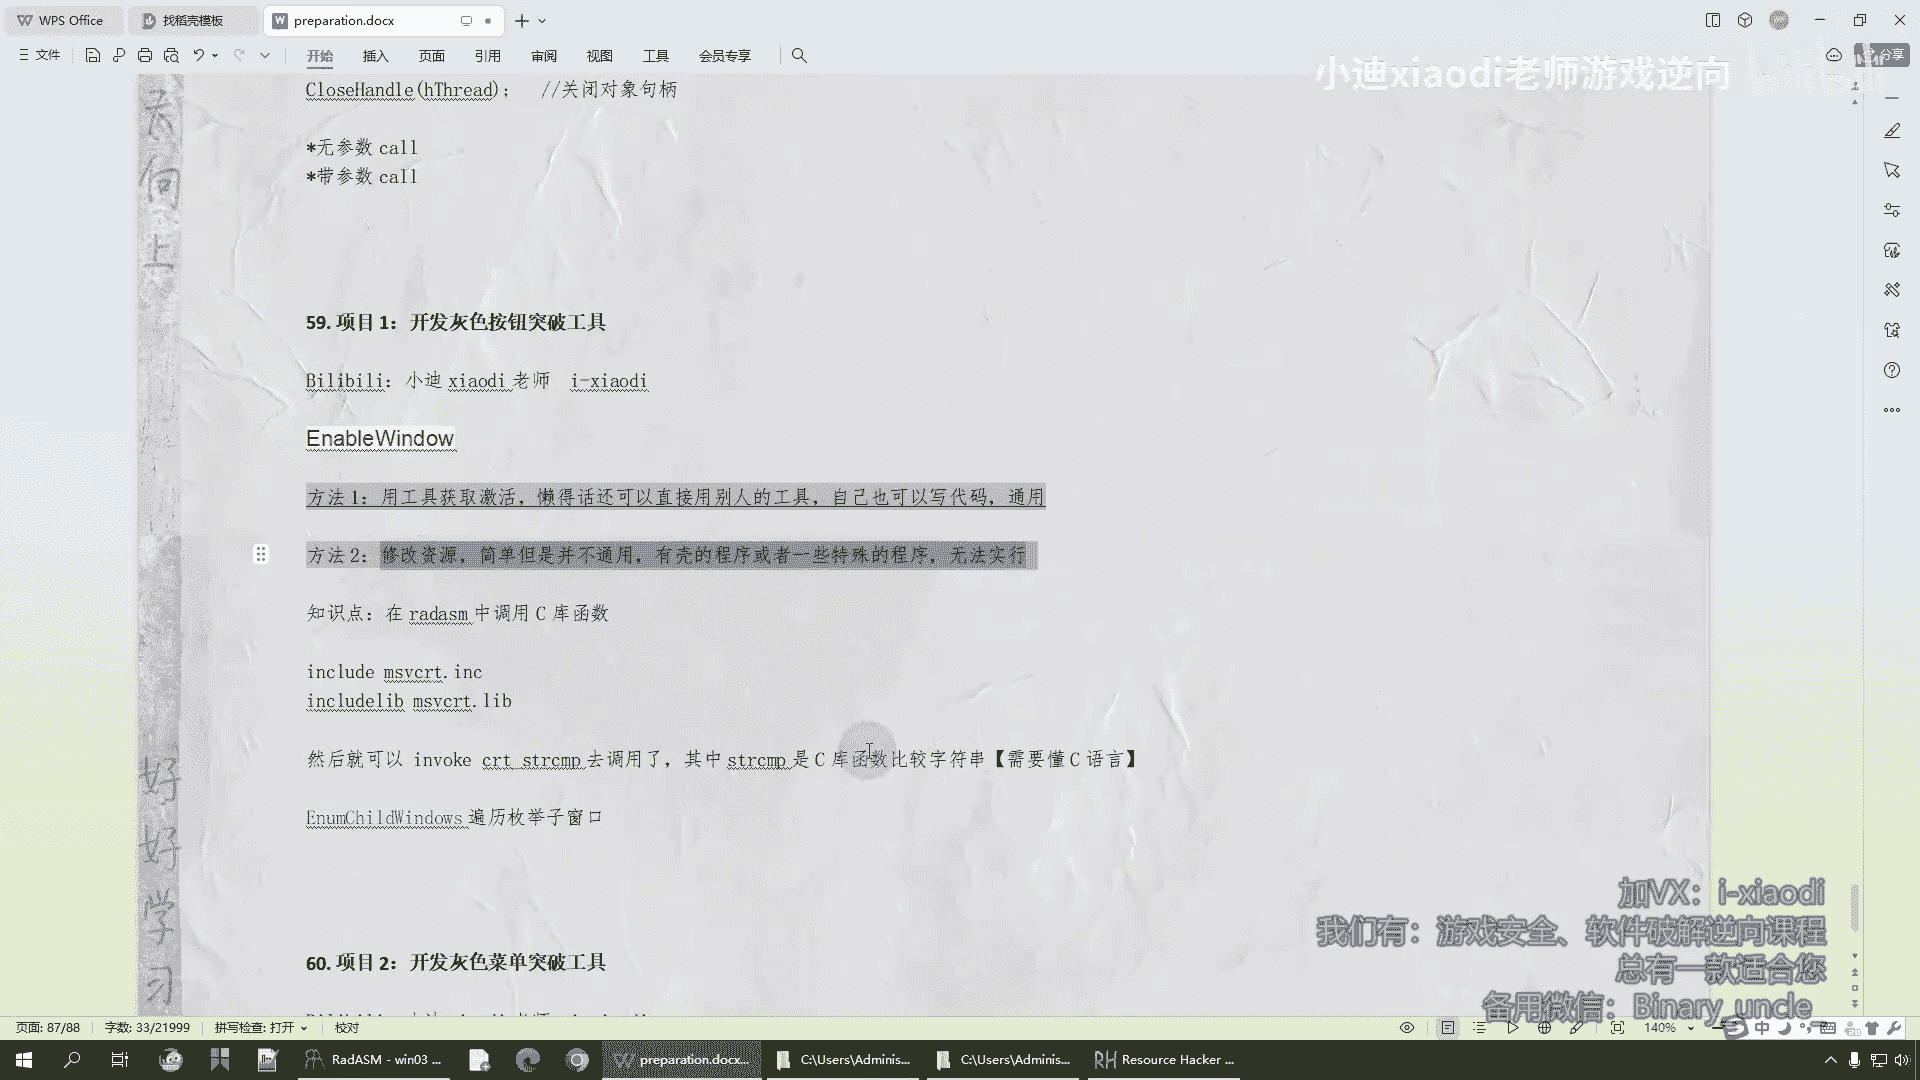 WPS Office
找稻壳模板
preparation.docx
文件
开始
插入
页面
引用
审阅
视图
工具
会员专享
分享
小迪xiaodi老师游戏逆向
CloseHandle(hThread); //关闭对象句柄
*无参数 call
*带参数 call
59. 项目 1：开发灰色按钮突破工具
Bilibili：小迪 xiaodi 老师 i-xiaodi
EnableWindow
方法 1：用工具获取激活，懒得话还可以直接用别人的工具，自己也可以写代码，通用
方法 2：修改资源，简单但是并不通用，有壳的程序或者一些特殊的程序，无法实行
知识点：在 radasm 中调用 C 库函数
include msvcrt.inc
includelib msvcrt.lib
然后就可以 invoke crt_strcmp 去调用了，其中 strcmp 是 C 库函数比较字符串【需要懂 C 语言】
EnumChildWindows 遍历枚举子窗口
60. 项目 2：开发灰色菜单突破工具
向
上
好
好
学
习
加VX：i-xiaodi
我们有：游戏安全、软件破解逆向课程
总有一款适合您
备用微信：Binary_uncle
页面: 87/88
字数: 33/21999
拼写检查: 打开
校对
140%
中
RadASM - win03 ...
preparation.docx...
C:\Users\Adminis...
C:\Users\Adminis...
Resource Hacker ...